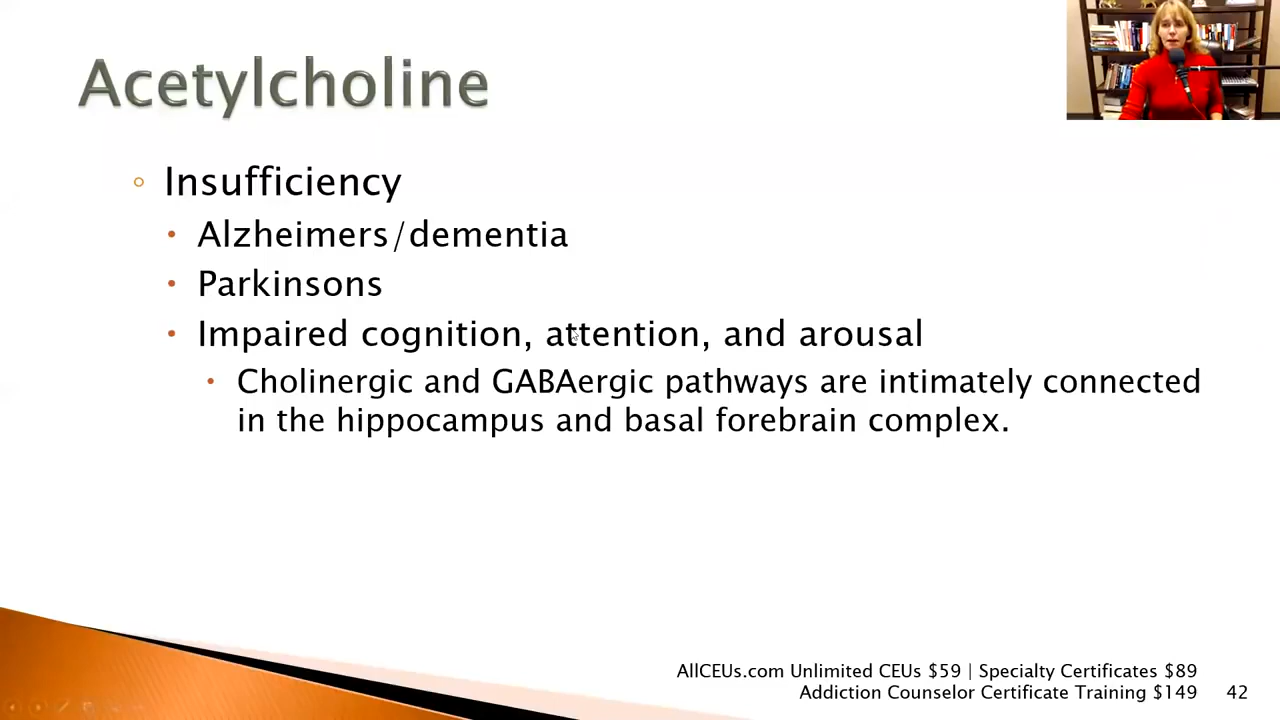 Acetylcholine
Insufficiency
Alzheimers/dementia
Parkinsons
Impaired cognition, attention, and arousal
Cholinergic and GABAergic pathways are intimately connected
in the hippocampus and basal forebrain complex.
AllCEUs.com Unlimited CEUs $59 | Specialty Certificates $89
Addiction Counselor Certificate Training $149
42